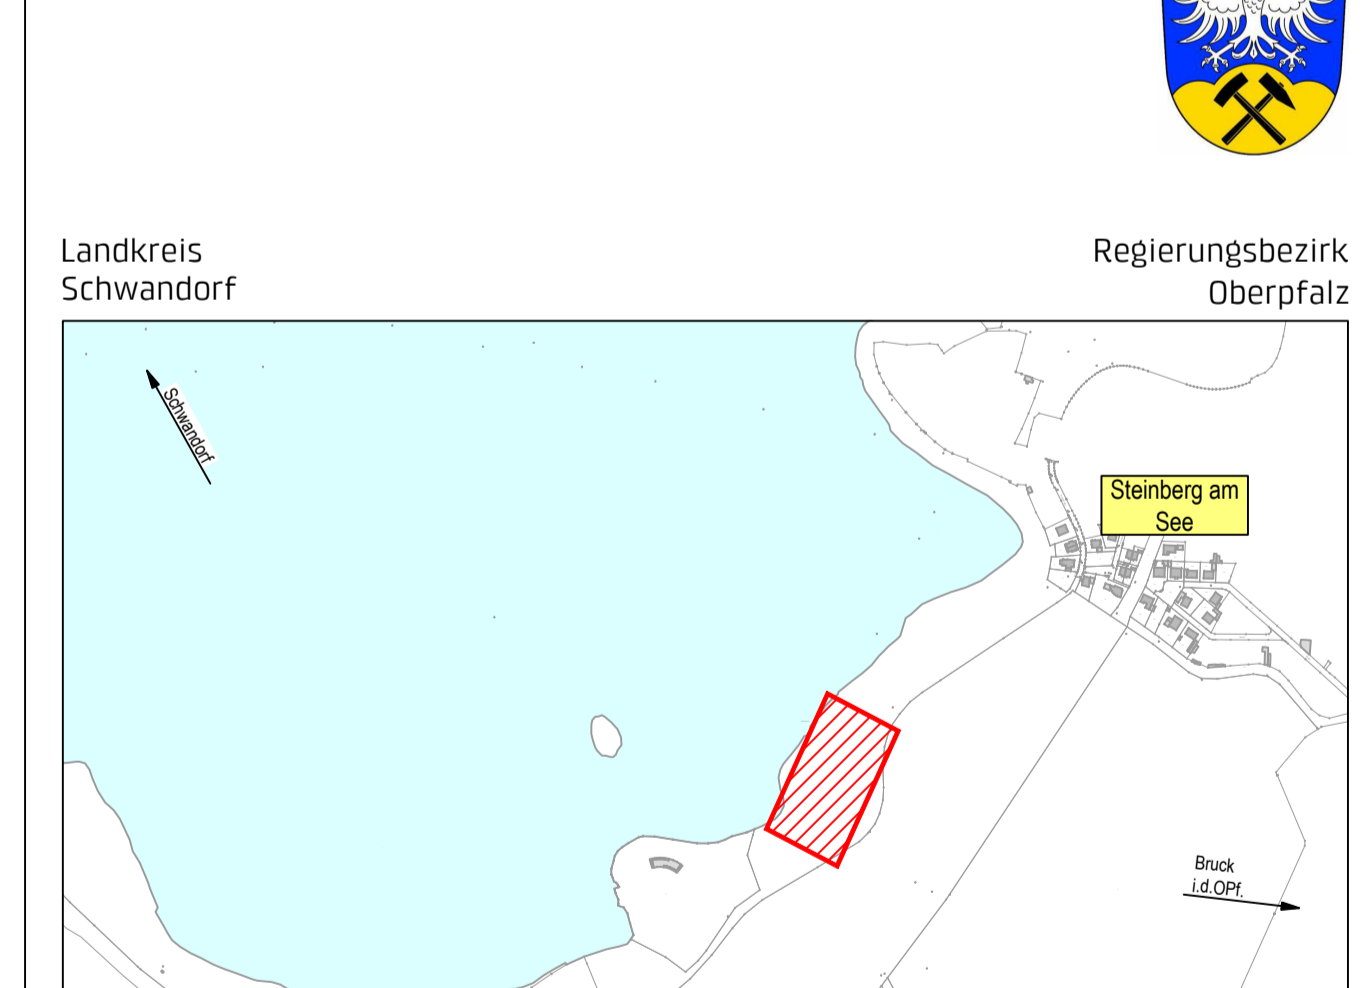 Landkreis
Schwandorf
Regierungsbezirk
Oberpfalz
Schwandorf
Steinberg am
See
Bruck
i.d.OPf.